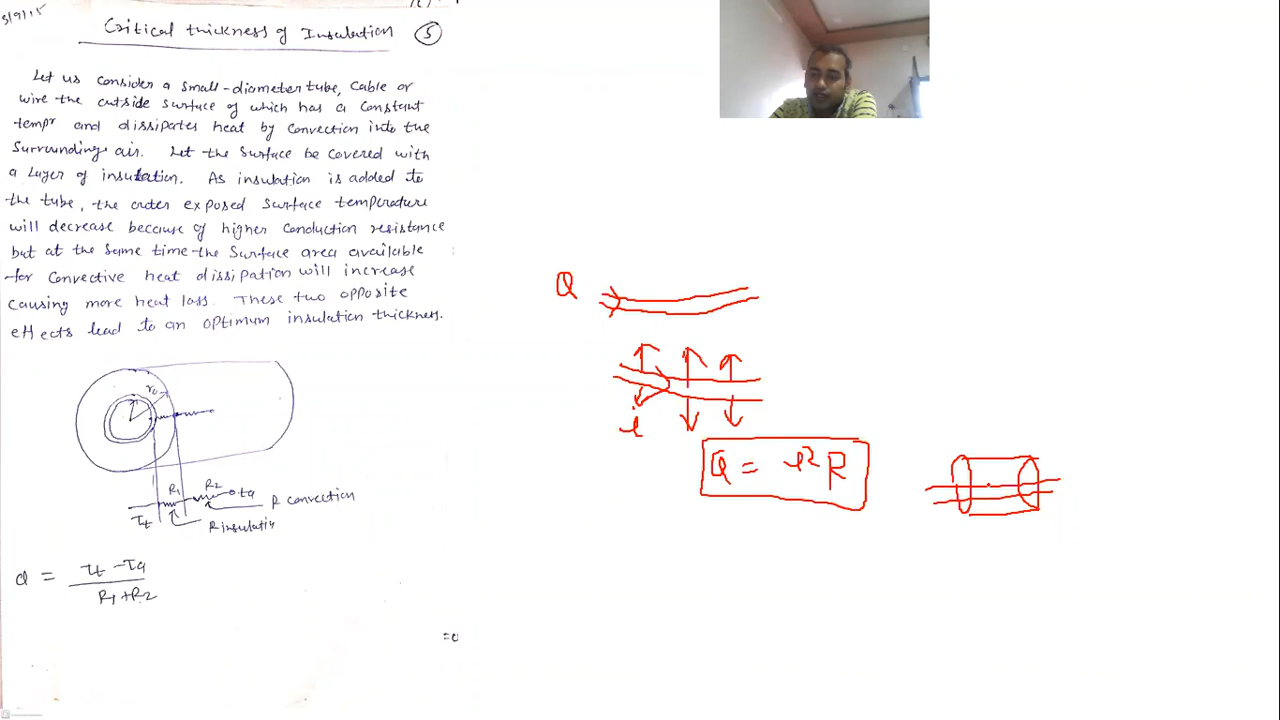 5/9/15
Critical thickness of Insulation 5
Let us consider a small-diameter tube, Cable or
wire the outside surface of which has a constant
tempr and dissipates heat by convection into the
surrounding air. Let the surface be covered with
a layer of insulation. As insulation is added to
the tube, the outer exposed surface temperature
will decrease because of higher conduction resistance
but at the same time the surface area available
for convective heat dissipation will increase
causing more heat loss. These two opposite
effects lead to an optimum insulation thickness.
r0
R1 R2 ta R convection
Tt R insulatin
Q = Tt - Ta
R1 + R2
=0
Q
i
Q = i²R